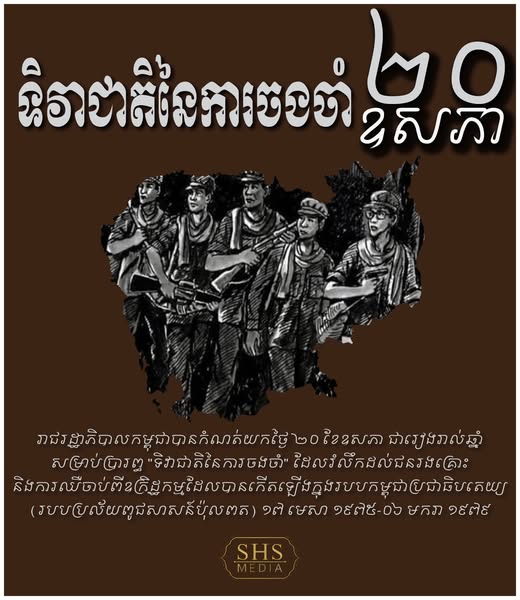 ទិវាជាតិនៃការចងចាំ
២០
ឧសភា
រាជរដ្ឋាភិបាលកម្ពុជាបានកំណត់យកថ្ងៃ ២០ ខែឧសភា ជារៀងរាល់ឆ្នាំ
សម្រាប់ប្រារព្ធ "ទិវាជាតិនៃការចងចាំ" ដែលរំលឹកដល់ជនរងគ្រោះ
និងការឈឺចាប់ពីឧក្រិដ្ឋកម្មដែលបានកើតឡើងក្នុងរបបកម្ពុជាប្រជាធិបតេយ្យ
(របបប្រល័យពូជសាសន៍ប៉ុលពត) ១៧ មេសា ១៩៧៥-០៦ មករា ១៩៧៩
SHS
MEDIA